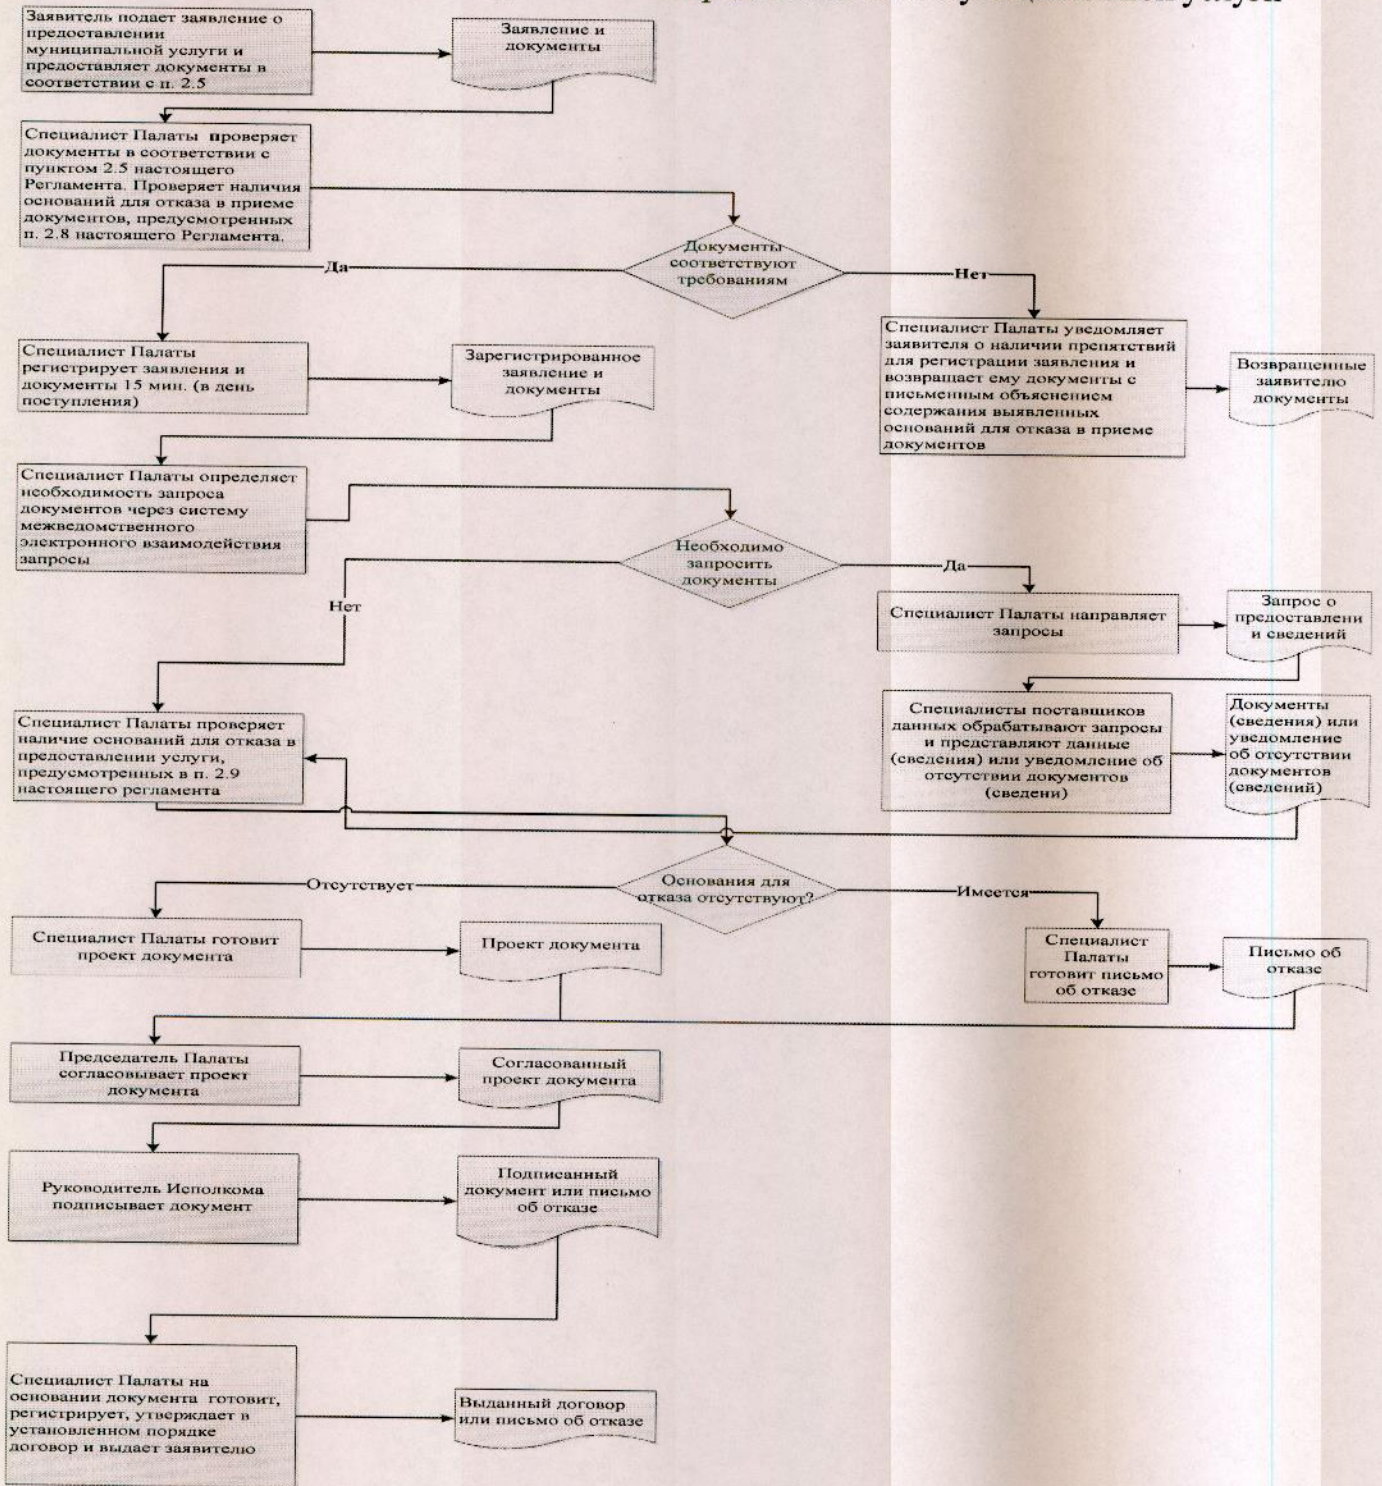 Заявитель подает заявление о
предоставлении
муниципальной услуги и
предоставляет документы в
соответствии с п. 2.5
Заявление и
документы
Специалист Палаты проверяет
документы в соответствии с
пунктом 2.5 настоящего
Регламента. Проверяет наличия
оснований для отказа в приеме
документов, предусмотренных
п. 2.8 настоящего Регламента.
Документы
соответствуют
требованиям
Да
Нет
Специалист Палаты
регистрирует заявления и
документы 15 мин. (в день
поступления)
Зарегистрированное
заявление и
документы
Специалист Палаты уведомляет
заявителя о наличии препятствий
для регистрации заявления и
возвращает ему документы с
письменным объяснением
содержания выявленных
оснований для отказа в приеме
документов
Возвращенные
заявителю
документы
Специалист Палаты определяет
необходимость запроса
документов через систему
межведомственного
электронного взаимодействия
запросы
Необходимо
запросить
документы
Да
Нет
Специалист Палаты направляет
запросы
Запрос о
предоставлени
и сведений
Специалист Палаты проверяет
наличие оснований для отказа в
предоставлении услуги,
предусмотренных в п. 2.9
настоящего регламента
Специалисты поставщиков
данных обрабатывают запросы
и представляют данные
(сведения) или уведомление об
отсутствии документов
(сведени)
Документы
(сведения) или
уведомление
об отсутствии
документов
(сведений)
Основания для
отказа отсутствуют?
Отсутствует
Имеется
Специалист Палаты готовит
проект документа
Проект документа
Специалист
Палаты
готовит письмо
об отказе
Письмо об
отказе
Председатель Палаты
согласовывает проект
документа
Согласованный
проект документа
Руководитель Исполкома
подписывает документ
Подписанный
документ или письмо
об отказе
Специалист Палаты на
основании документа готовит,
регистрирует, утверждает в
установленном порядке
договор и выдает заявителю
Выданный договор
или письмо об отказе